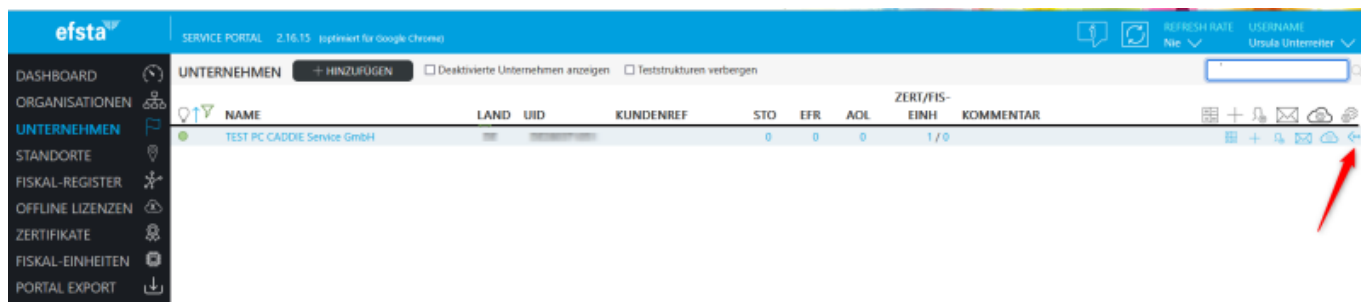 efsta
SERVICE PORTAL 2.16.15 (optimiert für Google Chrome)
REFRESH RATE
Nie
USERNAME
Ursula Unterreiter
DASHBOARD
ORGANISATIONEN
UNTERNEHMEN
STANDORTE
FISKAL-REGISTER
OFFLINE LIZENZEN
ZERTIFIKATE
FISKAL-EINHEITEN
PORTAL EXPORT
UNTERNEHMEN + HINZUFÜGEN Deaktivierte Unternehmen anzeigen Teststrukturen verbergen
NAME LAND UID KUNDENREF STO EFR AOL ZERT/FIS-EINH KOMMENTAR
TEST PC CADDIE Service GmbH 0 0 0 1 / 0